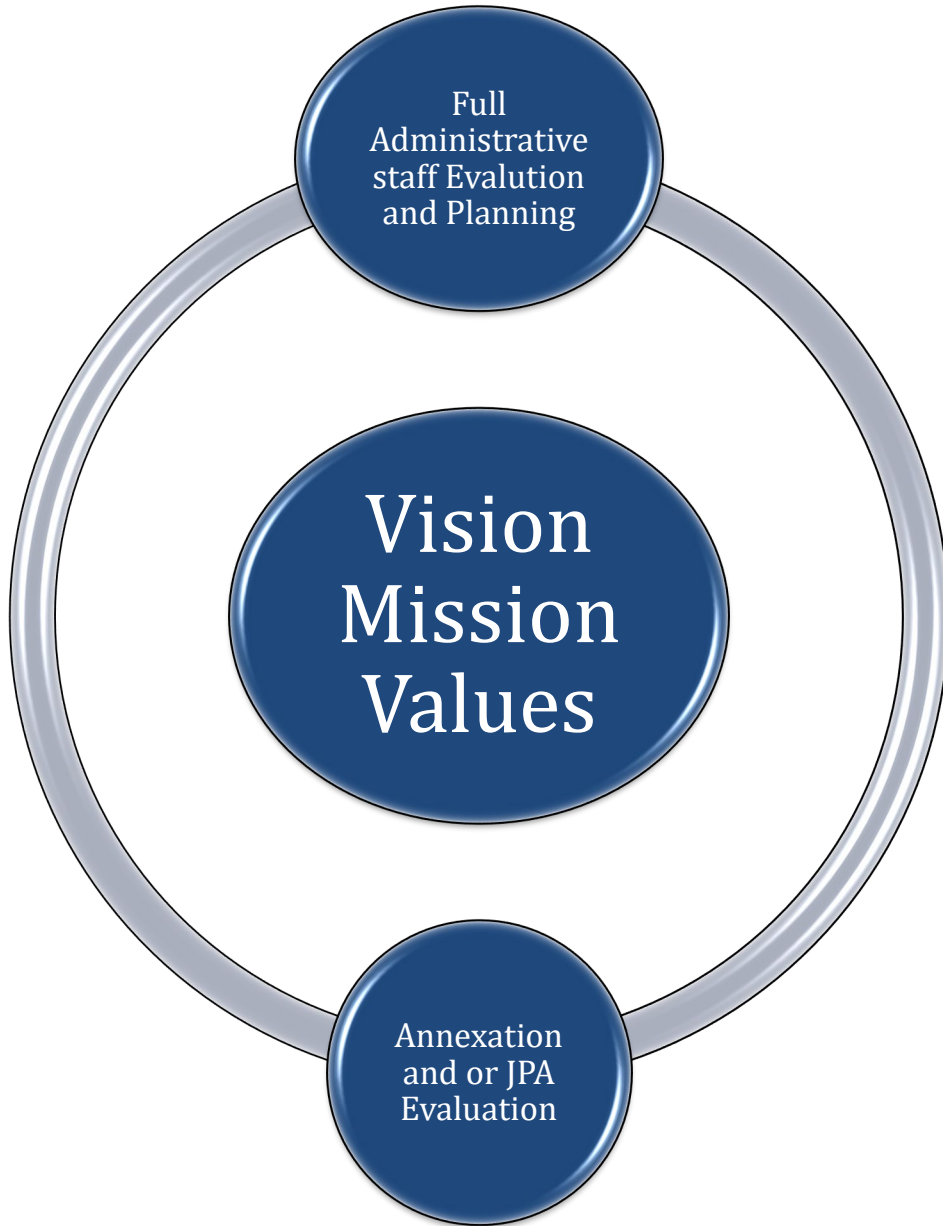 Full
Administrative
staff Evalution
and Planning
Vision
Mission
Values
Annexation
and or JPA
Evaluation